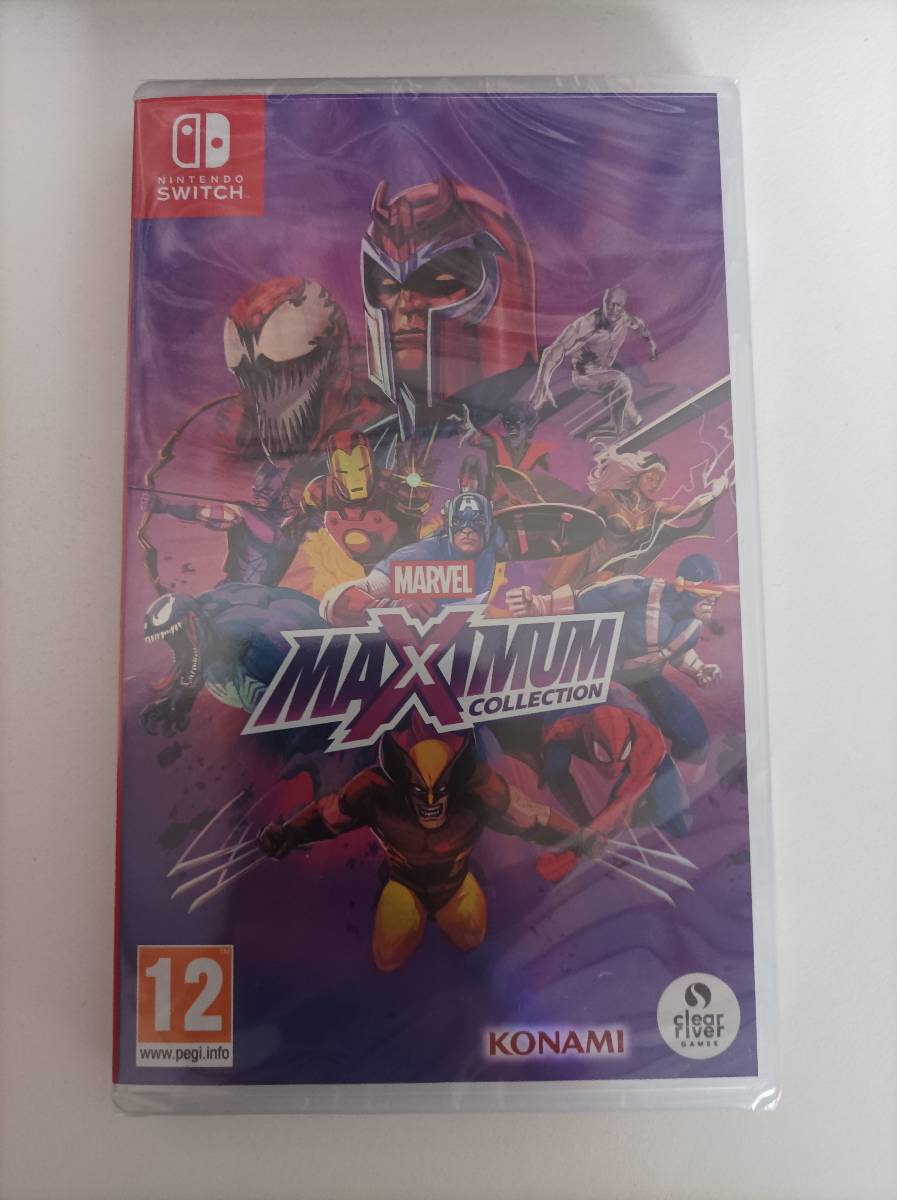 NINTENDO
SWITCH
MARVEL
MAXIMUM
COLLECTION
12
www.pegi.info
KONAMI
clear
river
GAMES